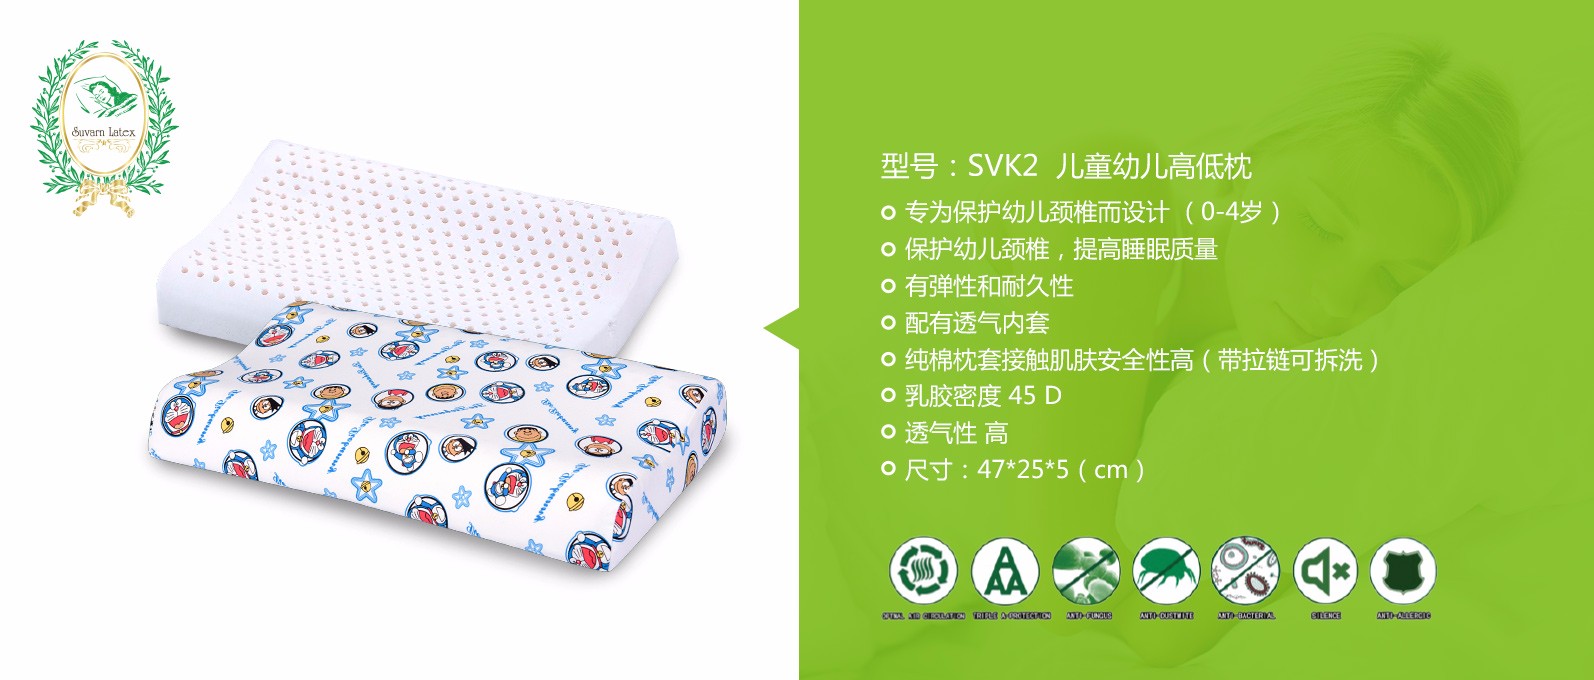 Suvarn Latex
型号：SVK2 儿童幼儿高低枕
专为保护幼儿颈椎而设计（0-4岁）
保护幼儿颈椎，提高睡眠质量
有弹性和耐久性
配有透气内套
纯棉枕套接触肌肤安全性高（带拉链可拆洗）
乳胶密度 45 D
透气性 高
尺寸：47*25*5（cm）
AIR CIRCULATION TRIPLE A-PROTECTION ANTI-FUNGUS ANTI-DUSTMITE ANTI-BACTERIAL SILENCE ANTI-ALLERGIC